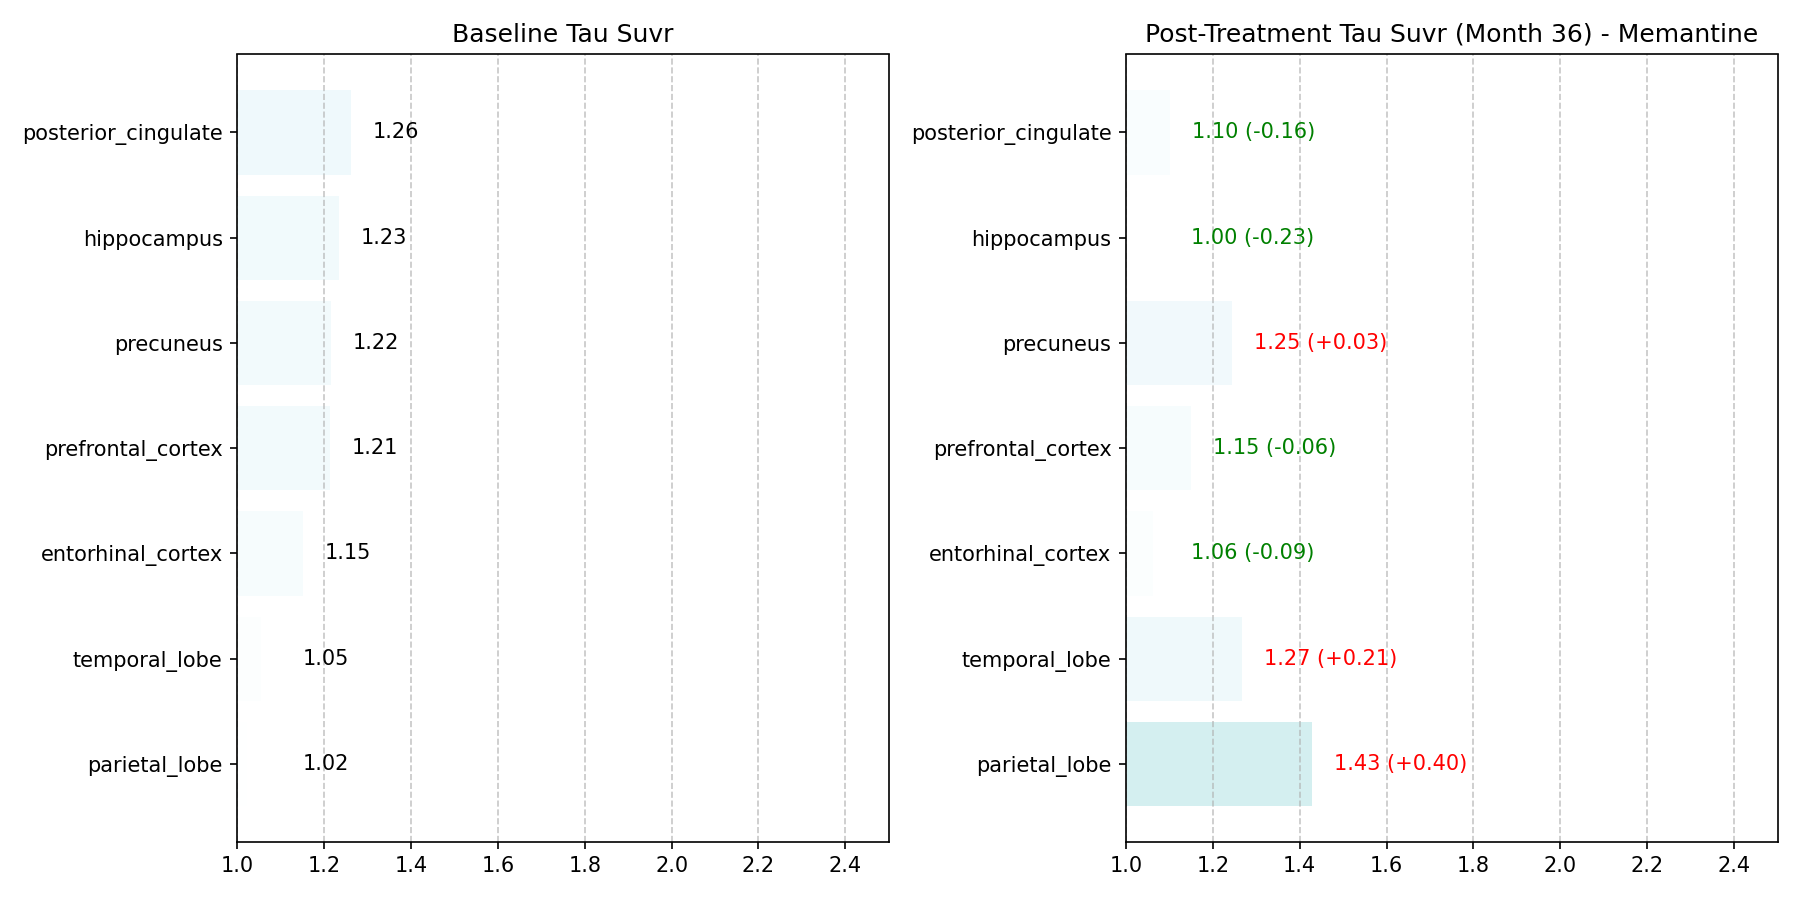 Baseline Tau Suvr
posterior_cingulate
1.26
hippocampus
1.23
precuneus
1.22
prefrontal_cortex
1.21
entorhinal_cortex
1.15
temporal_lobe
1.05
parietal_lobe
1.02
1.0 1.2 1.4 1.6 1.8 2.0 2.2 2.4
Post-Treatment Tau Suvr (Month 36) - Memantine
posterior_cingulate
1.10 (-0.16)
hippocampus
1.00 (-0.23)
precuneus
1.25 (+0.03)
prefrontal_cortex
1.15 (-0.06)
entorhinal_cortex
1.06 (-0.09)
temporal_lobe
1.27 (+0.21)
parietal_lobe
1.43 (+0.40)
1.0 1.2 1.4 1.6 1.8 2.0 2.2 2.4